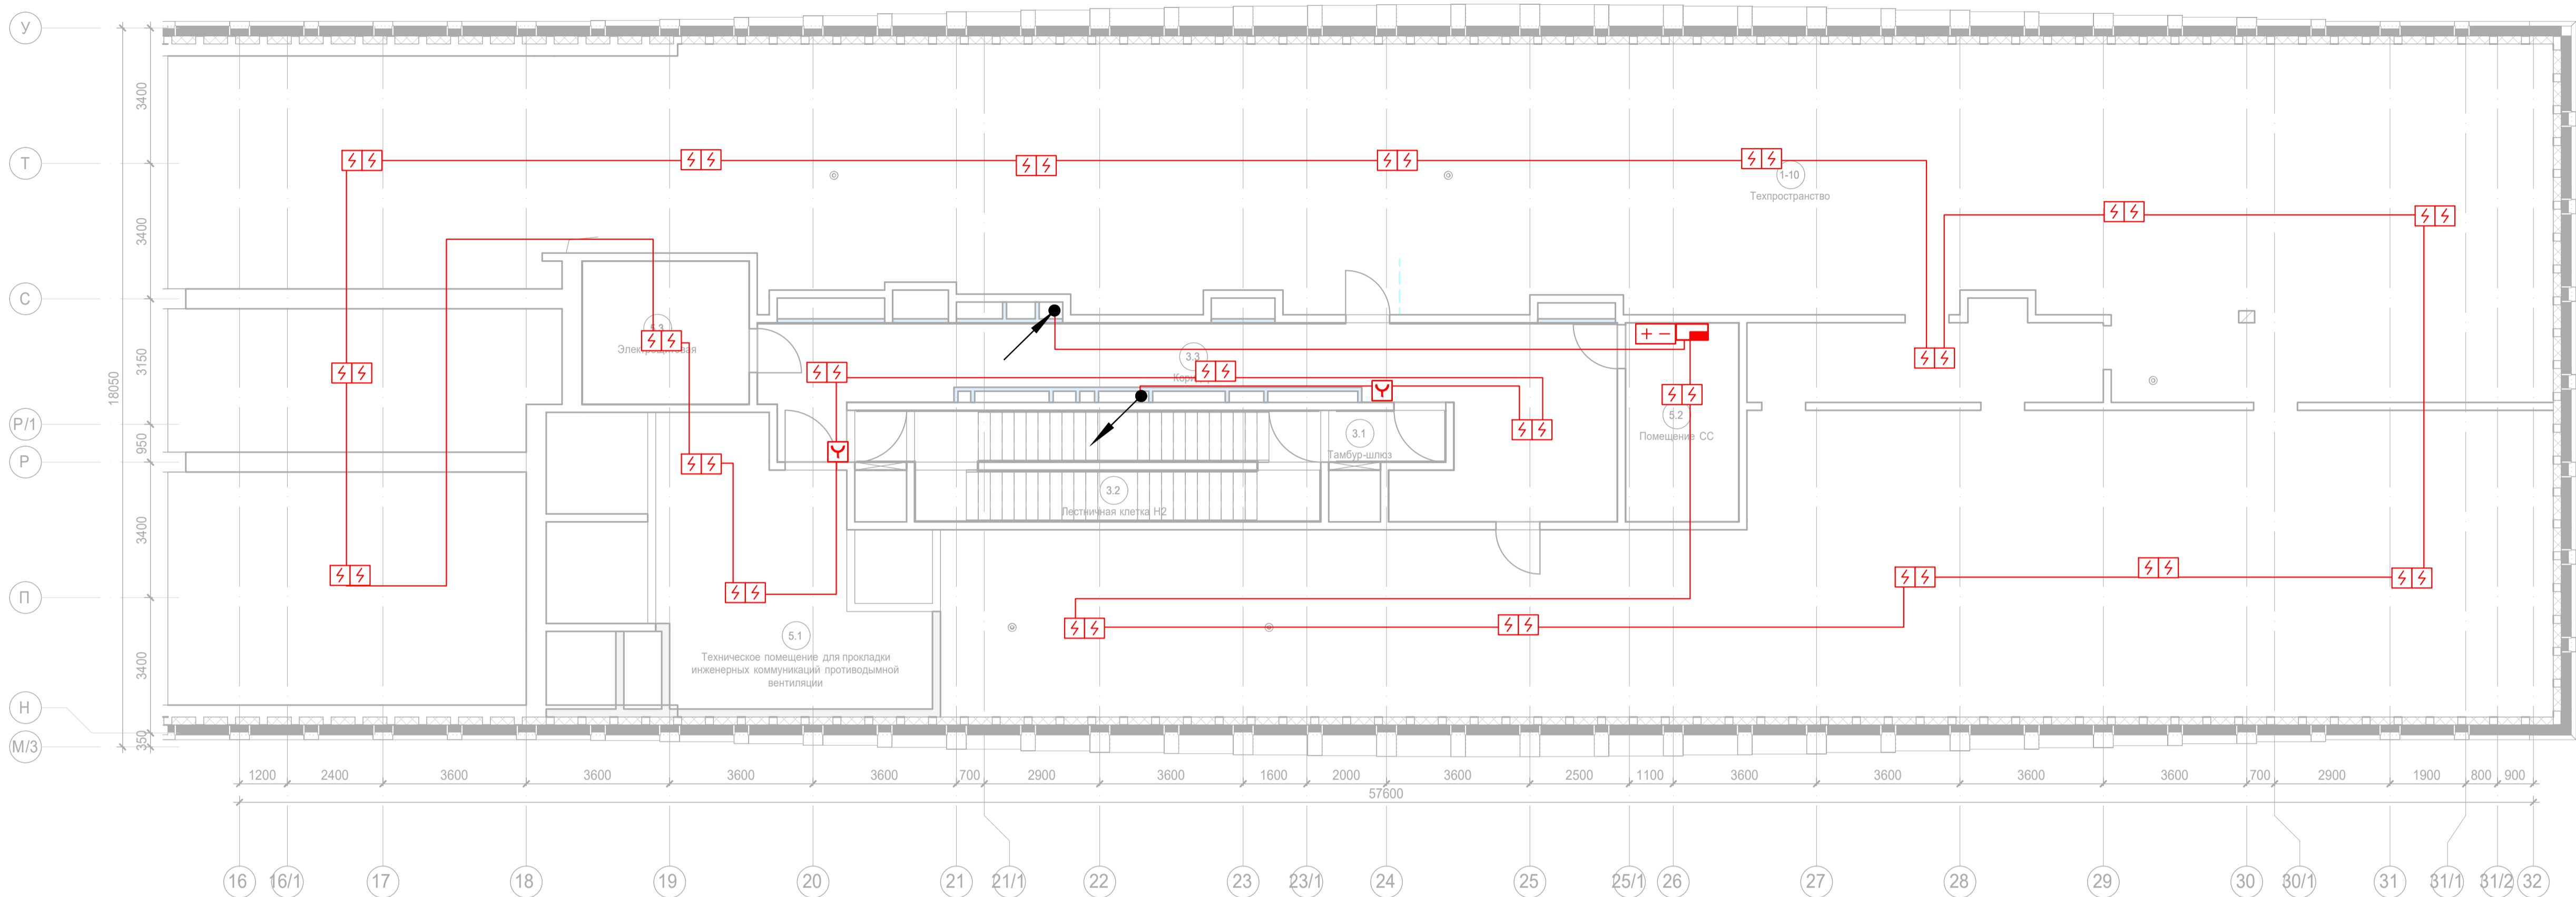 У
Т
С
Р/1
Р
П
Н
М/3
3400
3400
3150
950
3400
3400
350
18050
1-10
Техпространство
5.3
3.3
5.2
Помещение СС
3.1
Тамбур-шлюз
3.2
Лестничная клетка Н2
5.1
Техническое помещение для прокладки
инженерных коммуникаций противодымной
вентиляции
+ −
1200 2400 3600 3600 3600 3600 700 2900 3600 1600 2000 3600 2500 1100 3600 3600 3600 3600 700 2900 1900 800 900
57600
16 16/1 17 18 19 20 21 21/1 22 23 23/1 24 25 25/1 26 27 28 29 30 30/1 31 31/1 31/2 32